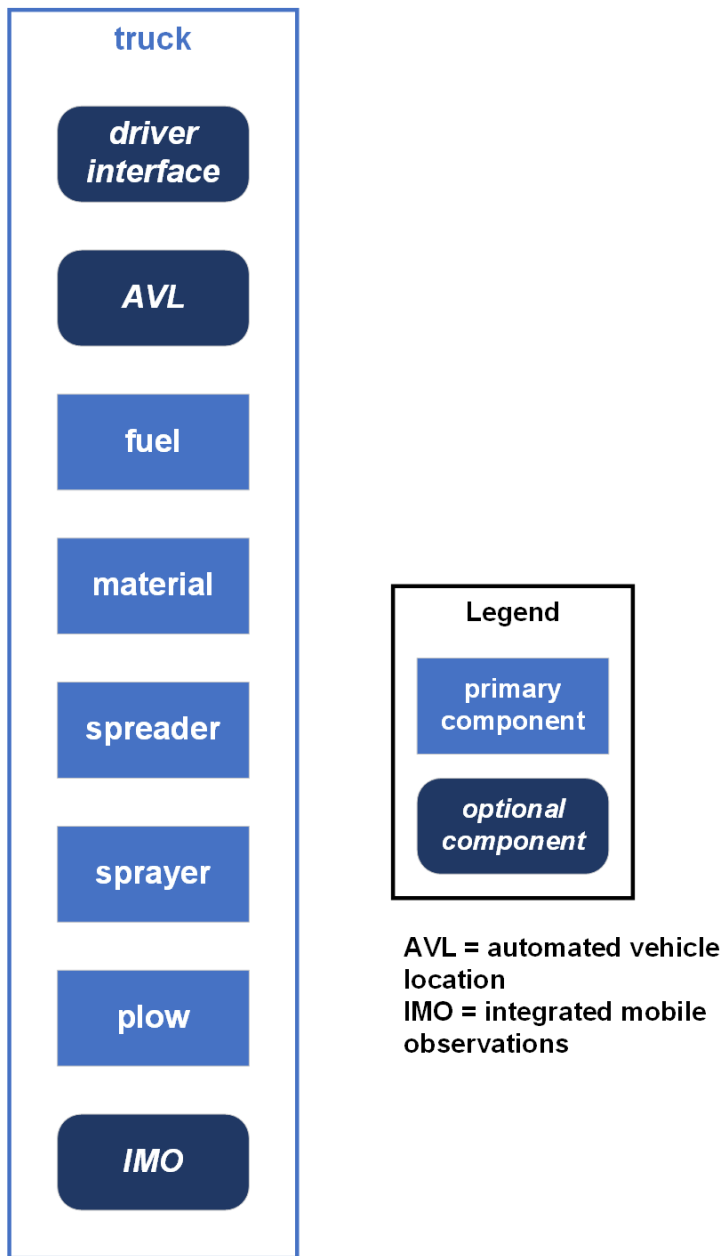 truck
driver
interface
AVL
fuel
material
spreader
sprayer
plow
IMO
Legend
primary
component
optional
component
AVL = automated vehicle
location
IMO = integrated mobile
observations